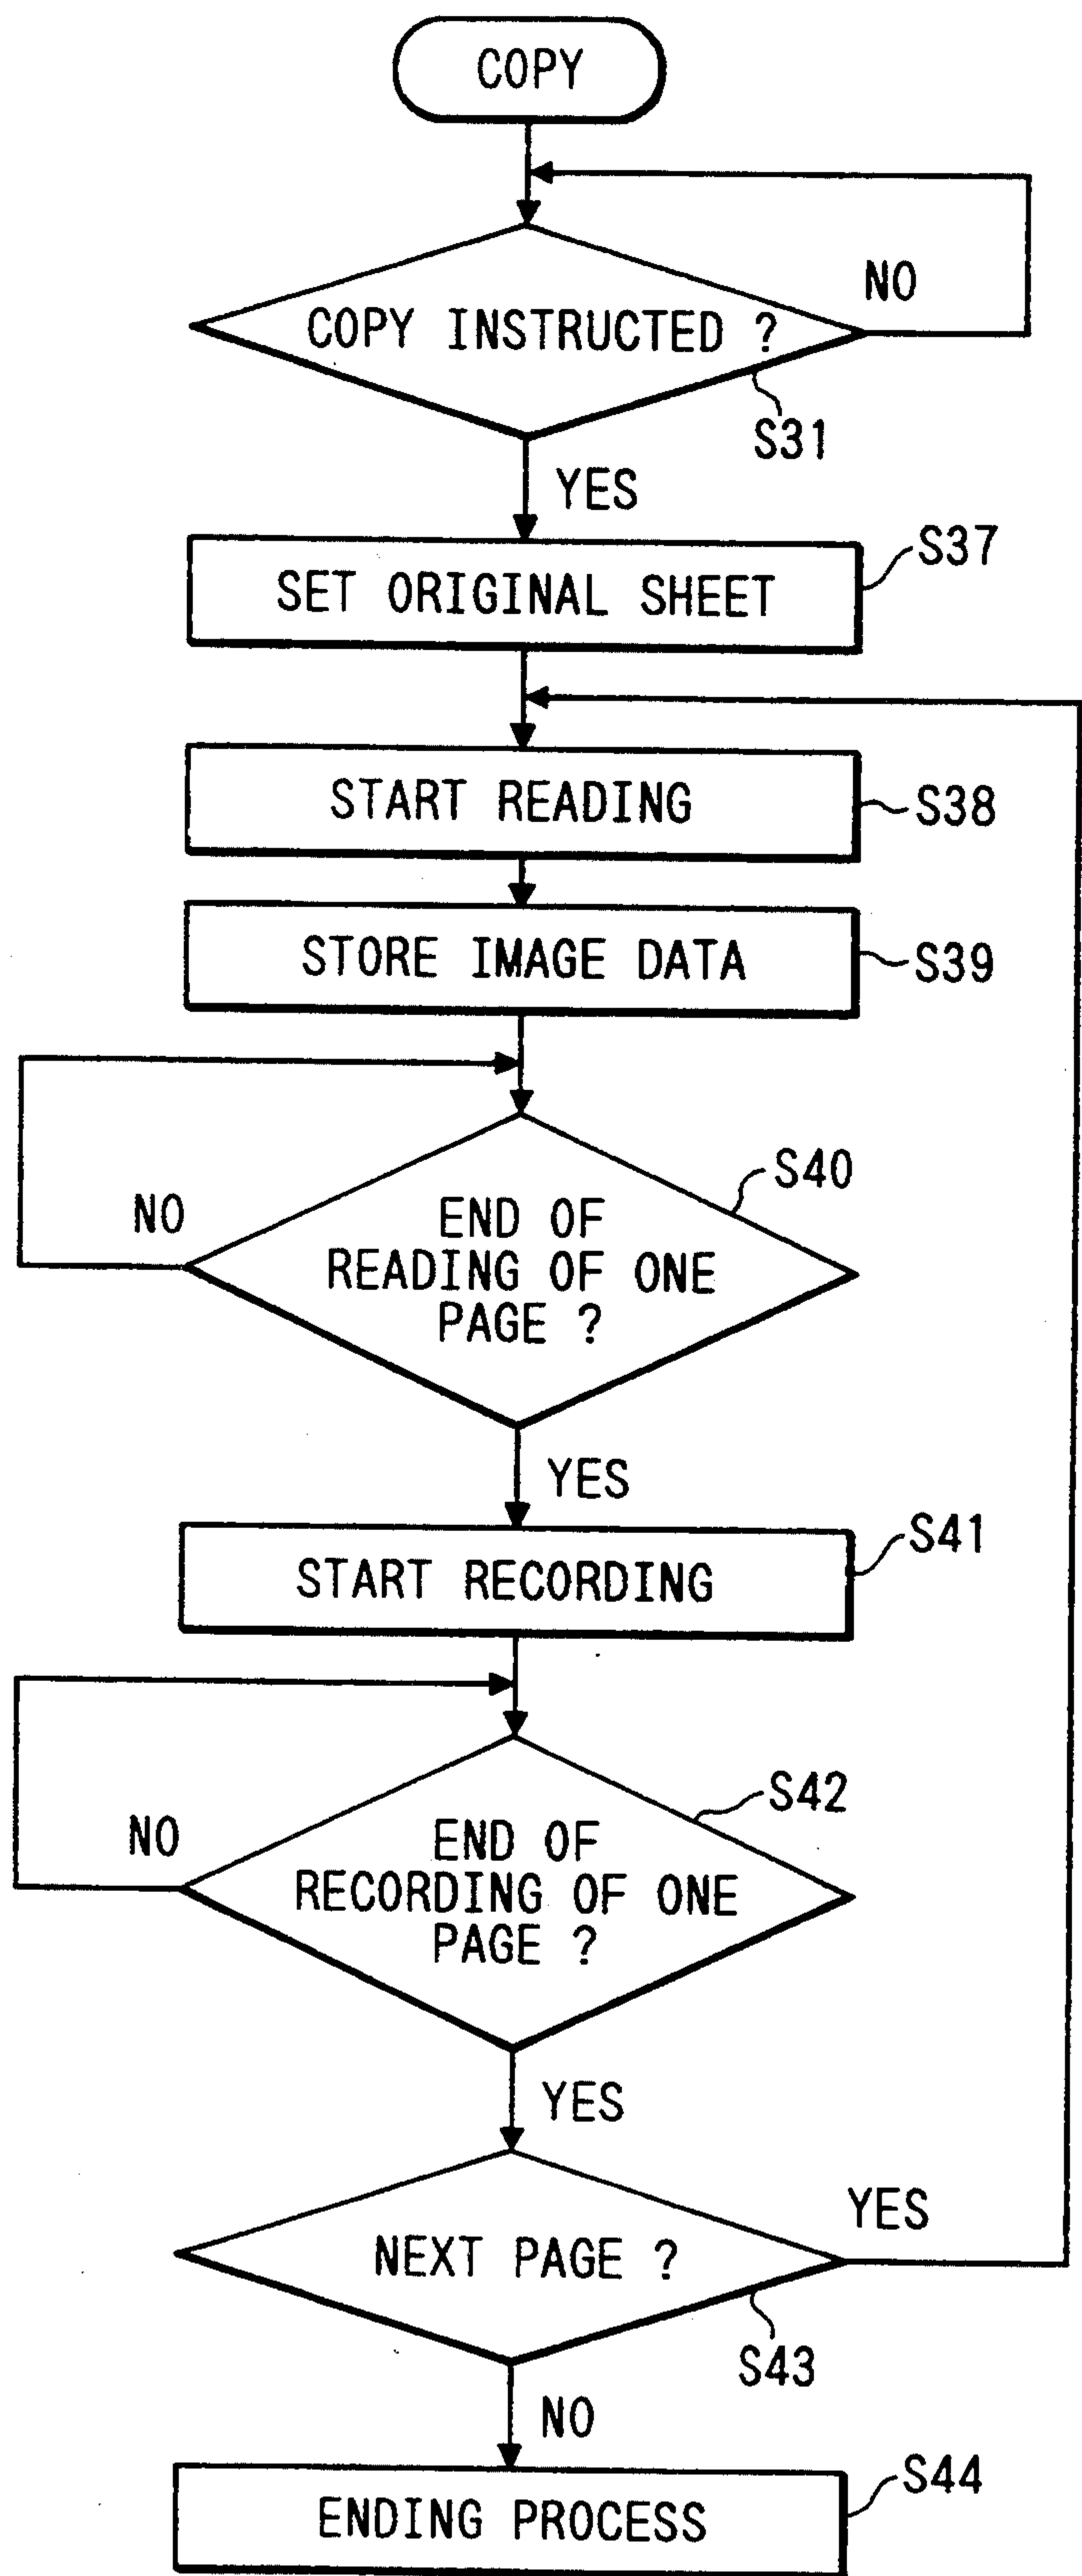 COPY
NO
COPY INSTRUCTED ?
S31
YES
S37
SET ORIGINAL SHEET
START READING
S38
STORE IMAGE DATA
S39
S40
NO
END OF
READING OF ONE
PAGE ?
YES
S41
START RECORDING
S42
NO
END OF
RECORDING OF ONE
PAGE ?
YES
YES
NEXT PAGE ?
S43
NO
S44
ENDING PROCESS